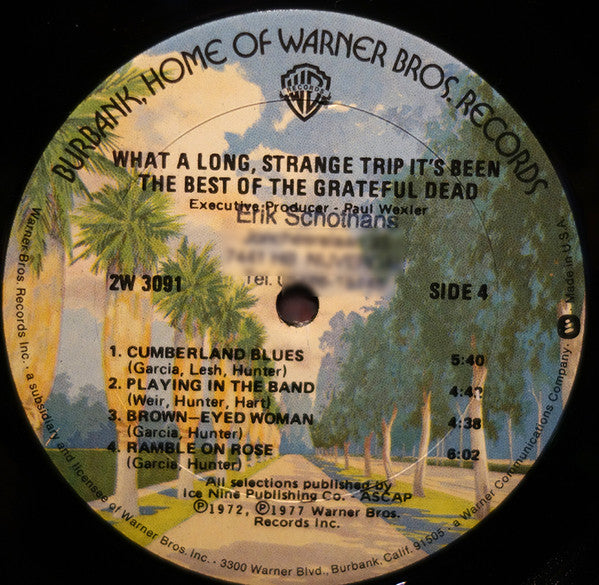 BURBANK, HOME OF WARNER BROS. RECORDS
RECORDS
WHAT A LONG, STRANGE TRIP IT'S BEEN
THE BEST OF THE GRATEFUL DEAD
Executive Producer - Paul Wexler
Erik Schothans
2W 3091
SIDE 4
1. CUMBERLAND BLUES 5:40
(Garcia, Lesh, Hunter)
2. PLAYING IN THE BAND
(Weir, Hunter, Hart)
3. BROWN—EYED WOMAN 4:38
(Garcia, Hunter)
4. RAMBLE ON ROSE 6:02
(Garcia, Hunter)
All selections published by
Ice Nine Publishing Co. - ASCAP
Ⓟ1972, Ⓟ1977 Warner Bros.
Records Inc.
Warner Bros. Records Inc. · a subsidiary and licensee of Warner Bros. Inc. · 3300 Warner Blvd., Burbank, Calif. 91505 · a Warner Communications Company · Made in U.S.A.